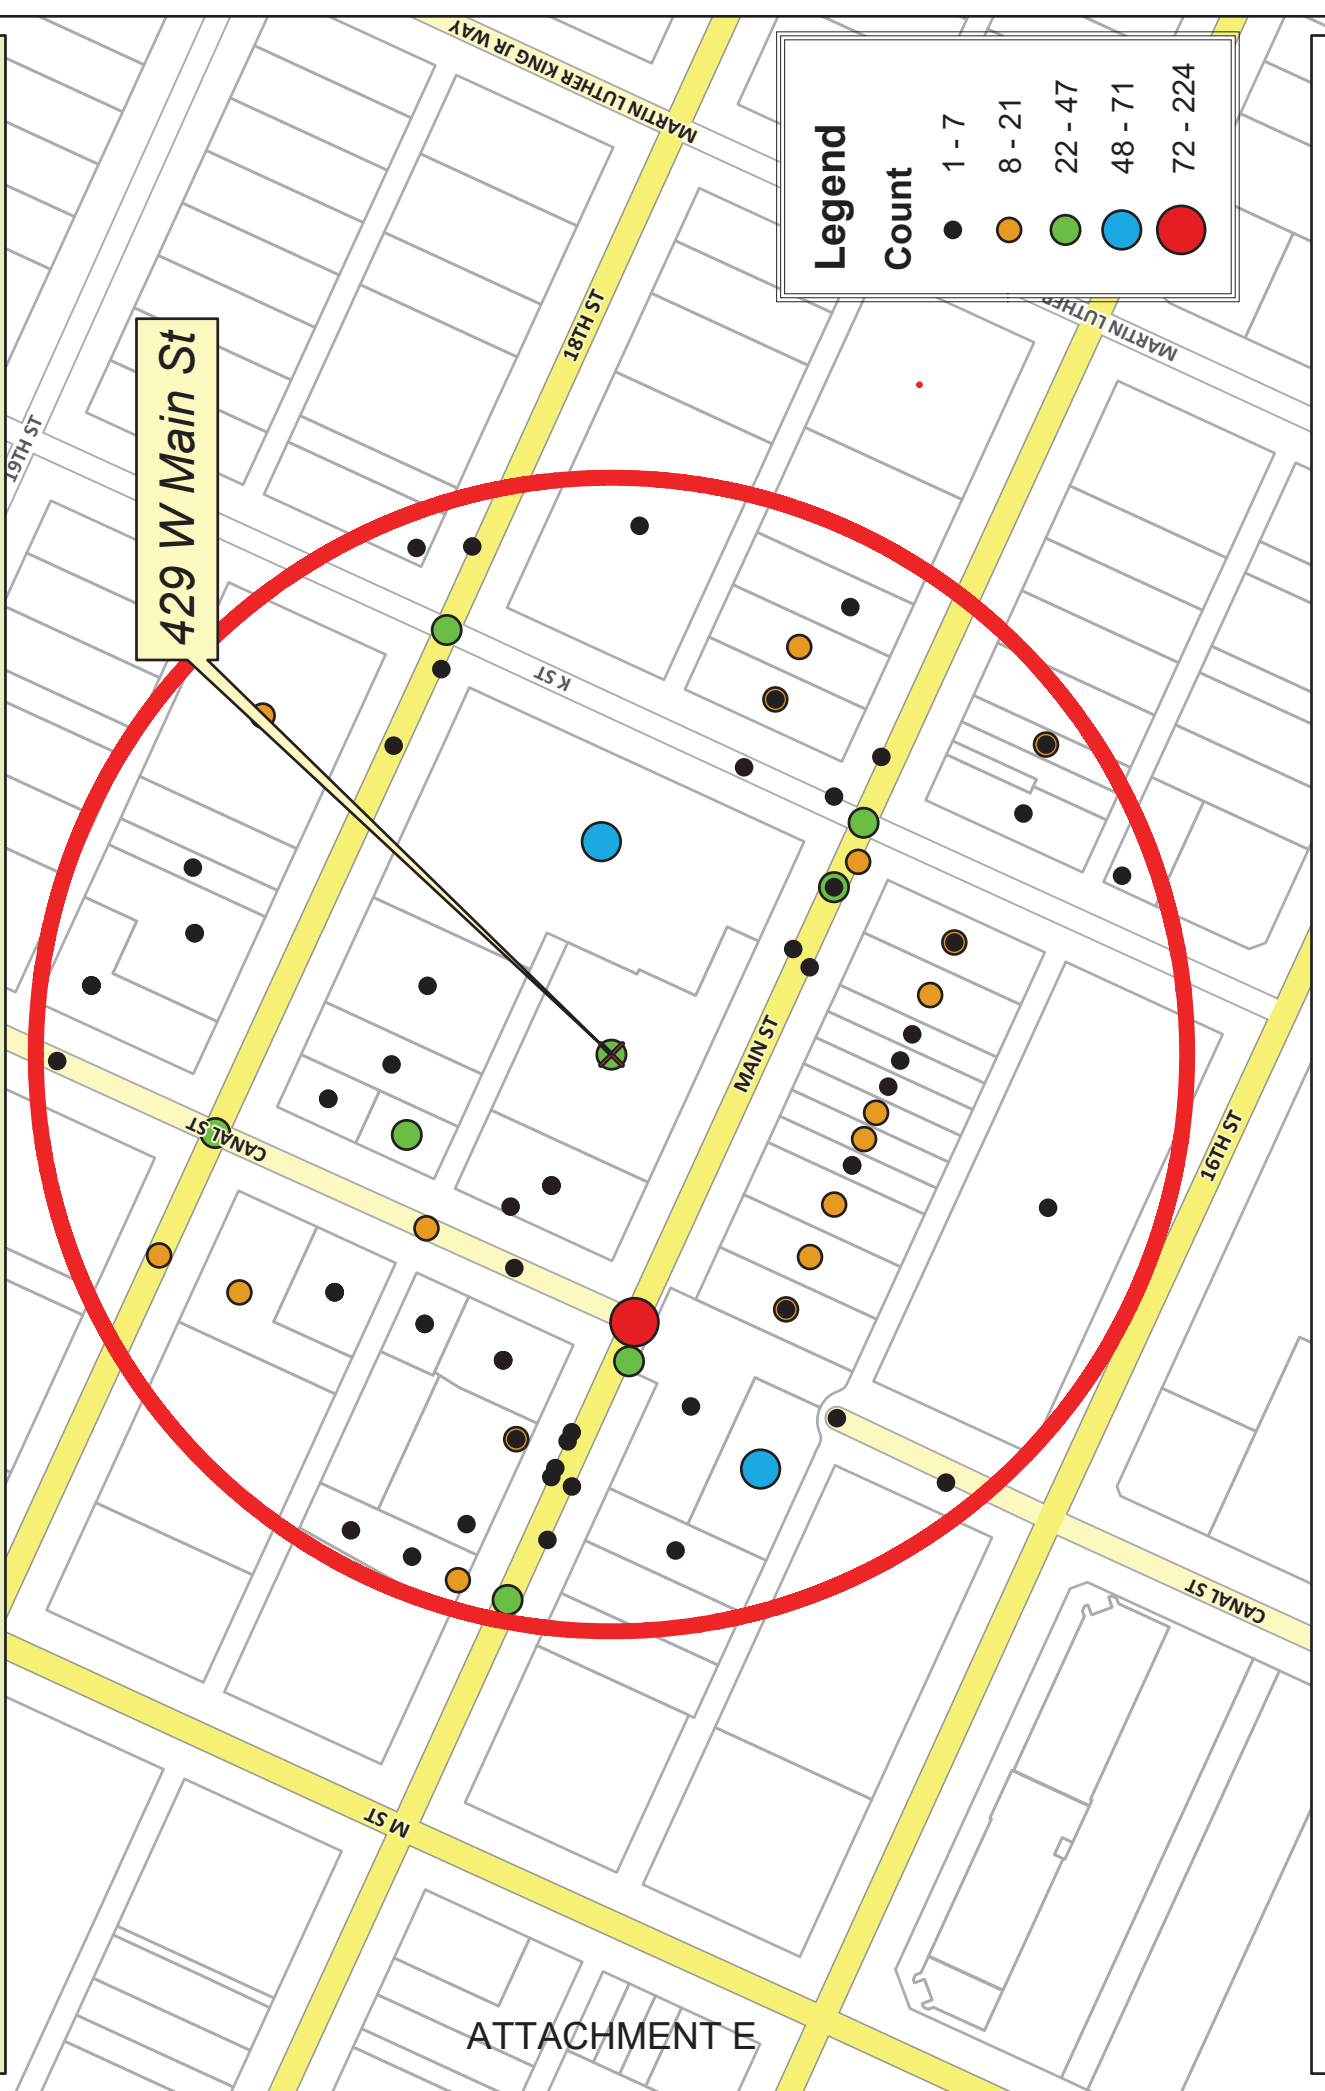 MARTIN LUTHER KING JR WAY
Legend
Count
1 - 7
8 - 21
22 - 47
48 - 71
72 - 224
MARTIN LUTHER
18TH ST
19TH ST
429 W Main St
K ST
MAIN ST
CANAL ST
16TH ST
CANAL ST
M ST
ATTACHMENT E